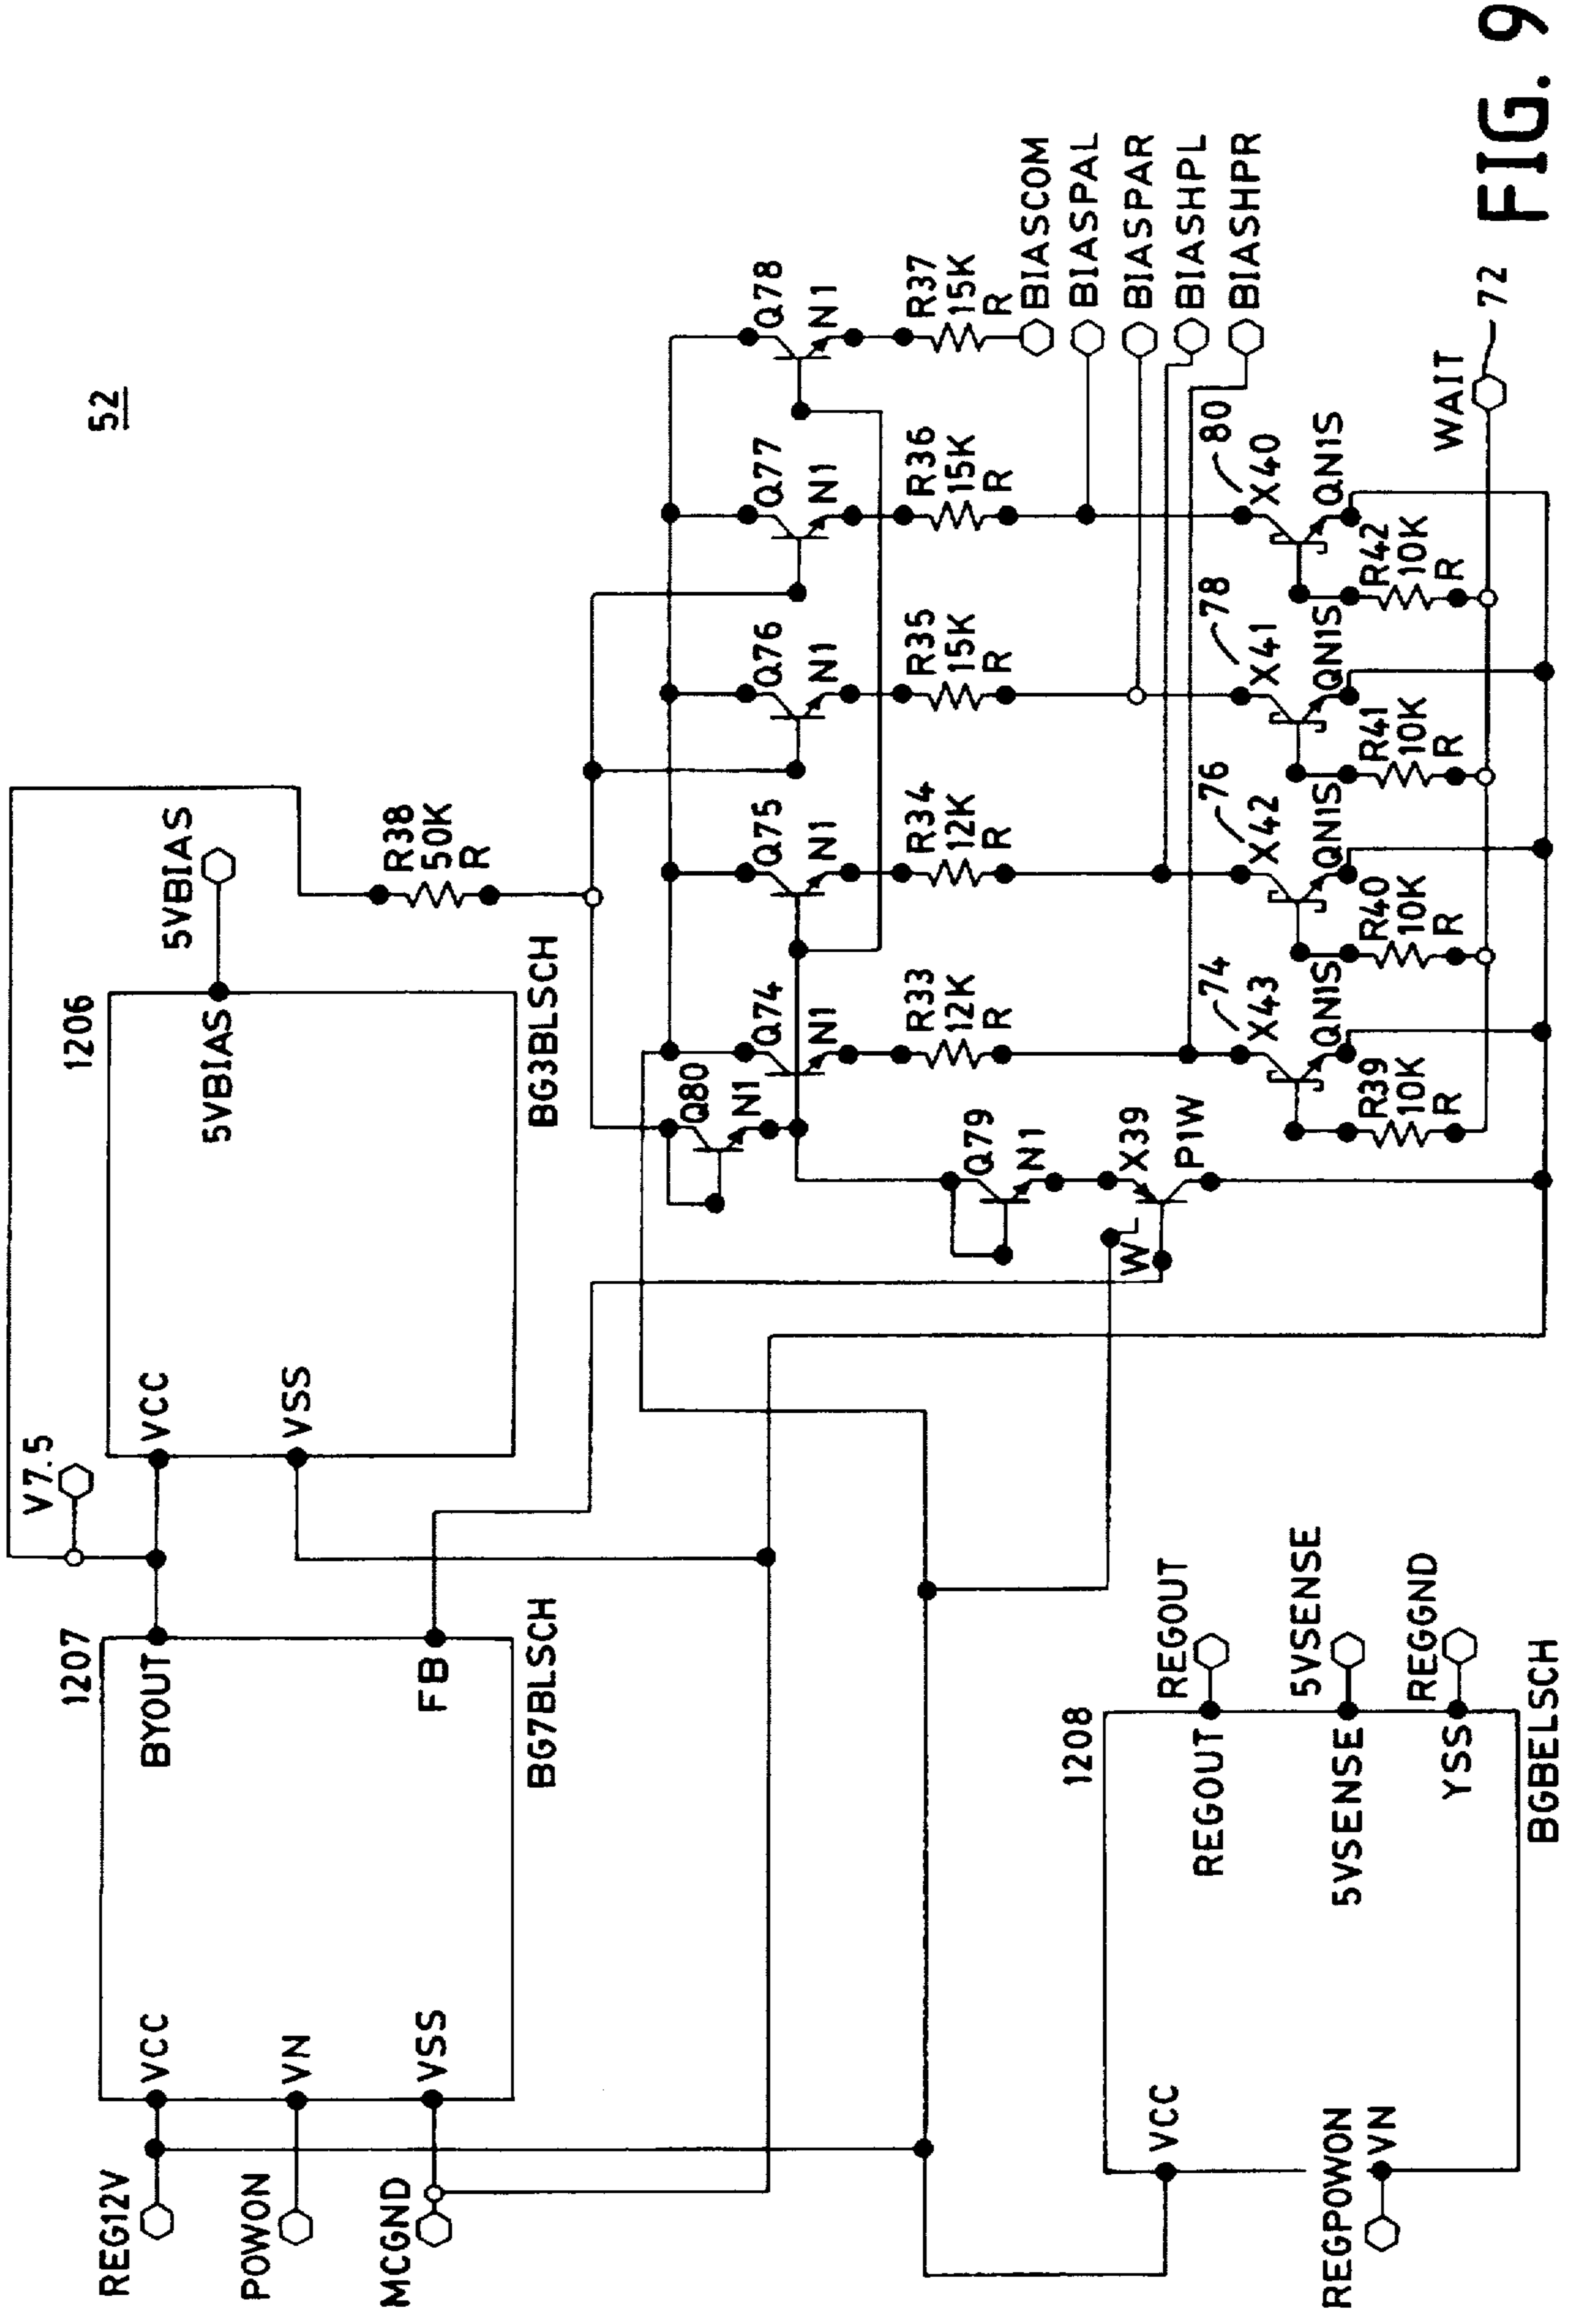 52
REG12V
POWON
MCGND
VCC
VN
VSS
1207
BYOUT
FB
BG7BLSCH
V7.5
VCC
VSS
1206
5VBIAS
5VBIAS
BG3BLSCH
R38
50K
R
Q80
N1
Q74
N1
Q75
N1
Q76
N1
Q77
N1
Q78
N1
R33
12K
R
R34
12K
R
R35
15K
R
R36
15K
R
R37
15K
R
BIASCOM
BIASPAL
BIASPAR
BIASHPL
BIASHPR
Q79
N1
X39
P1W
W
74
X43
QN1S
76
X42
QN1S
78
X41
QN1S
80
X40
QN1S
R39
10K
R
R40
10K
R
R41
10K
R
R42
10K
R
WAIT
72
REGPOWON
VCC
VN
1208
REGOUT
5VSENSE
YSS
REGOUT
5VSENSE
REGGND
BGBELSCH
FIG. 9